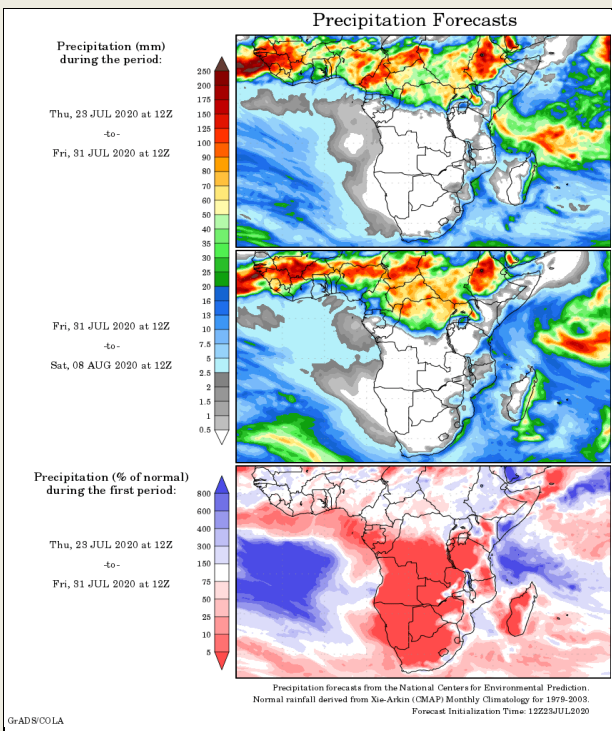 Precipitation Forecasts
Precipitation (mm)
during the period:
Thu, 23 JUL 2020 at 12Z
-to-
Fri, 31 JUL 2020 at 12Z
250
200
175
150
125
100
90
80
70
60
50
40
35
30
25
20
16
13
10
7.5
5
2.5
2
1.5
1
0.5
Fri, 31 JUL 2020 at 12Z
-to-
Sat, 08 AUG 2020 at 12Z
Precipitation (% of normal)
during the first period:
Thu, 23 JUL 2020 at 12Z
-to-
Fri, 31 JUL 2020 at 12Z
800
600
400
300
150
75
50
25
10
5
Precipitation forecasts from the National Centers for Environmental Prediction.
Normal rainfall derived from Xie-Arkin (CMAP) Monthly Climatology for 1979-2003.
Forecast Initialization Time: 12Z23JUL2020
GrADS/COLA